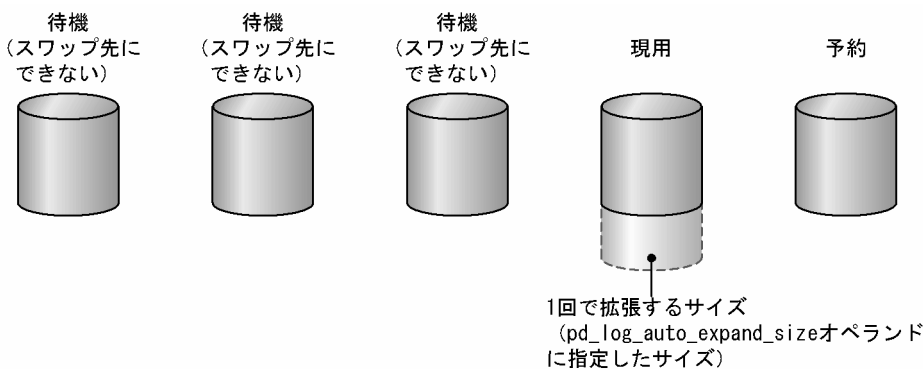 待機
（スワップ先に
できない）
待機
（スワップ先に
できない）
待機
（スワップ先に
できない）
現用
予約
1回で拡張するサイズ
（pd_log_auto_expand_sizeオペランド
に指定したサイズ）